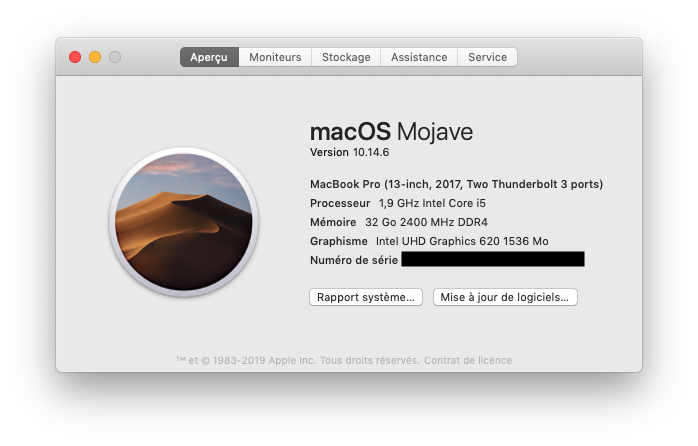 Aperçu Moniteurs Stockage Assistance Service
macOS Mojave
Version 10.14.6
MacBook Pro (13-inch, 2017, Two Thunderbolt 3 ports)
Processeur 1,9 GHz Intel Core i5
Mémoire 32 Go 2400 MHz DDR4
Graphisme Intel UHD Graphics 620 1536 Mo
Numéro de série
Rapport système... Mise à jour de logiciels...
™ et © 1983-2019 Apple Inc. Tous droits réservés. Contrat de licence